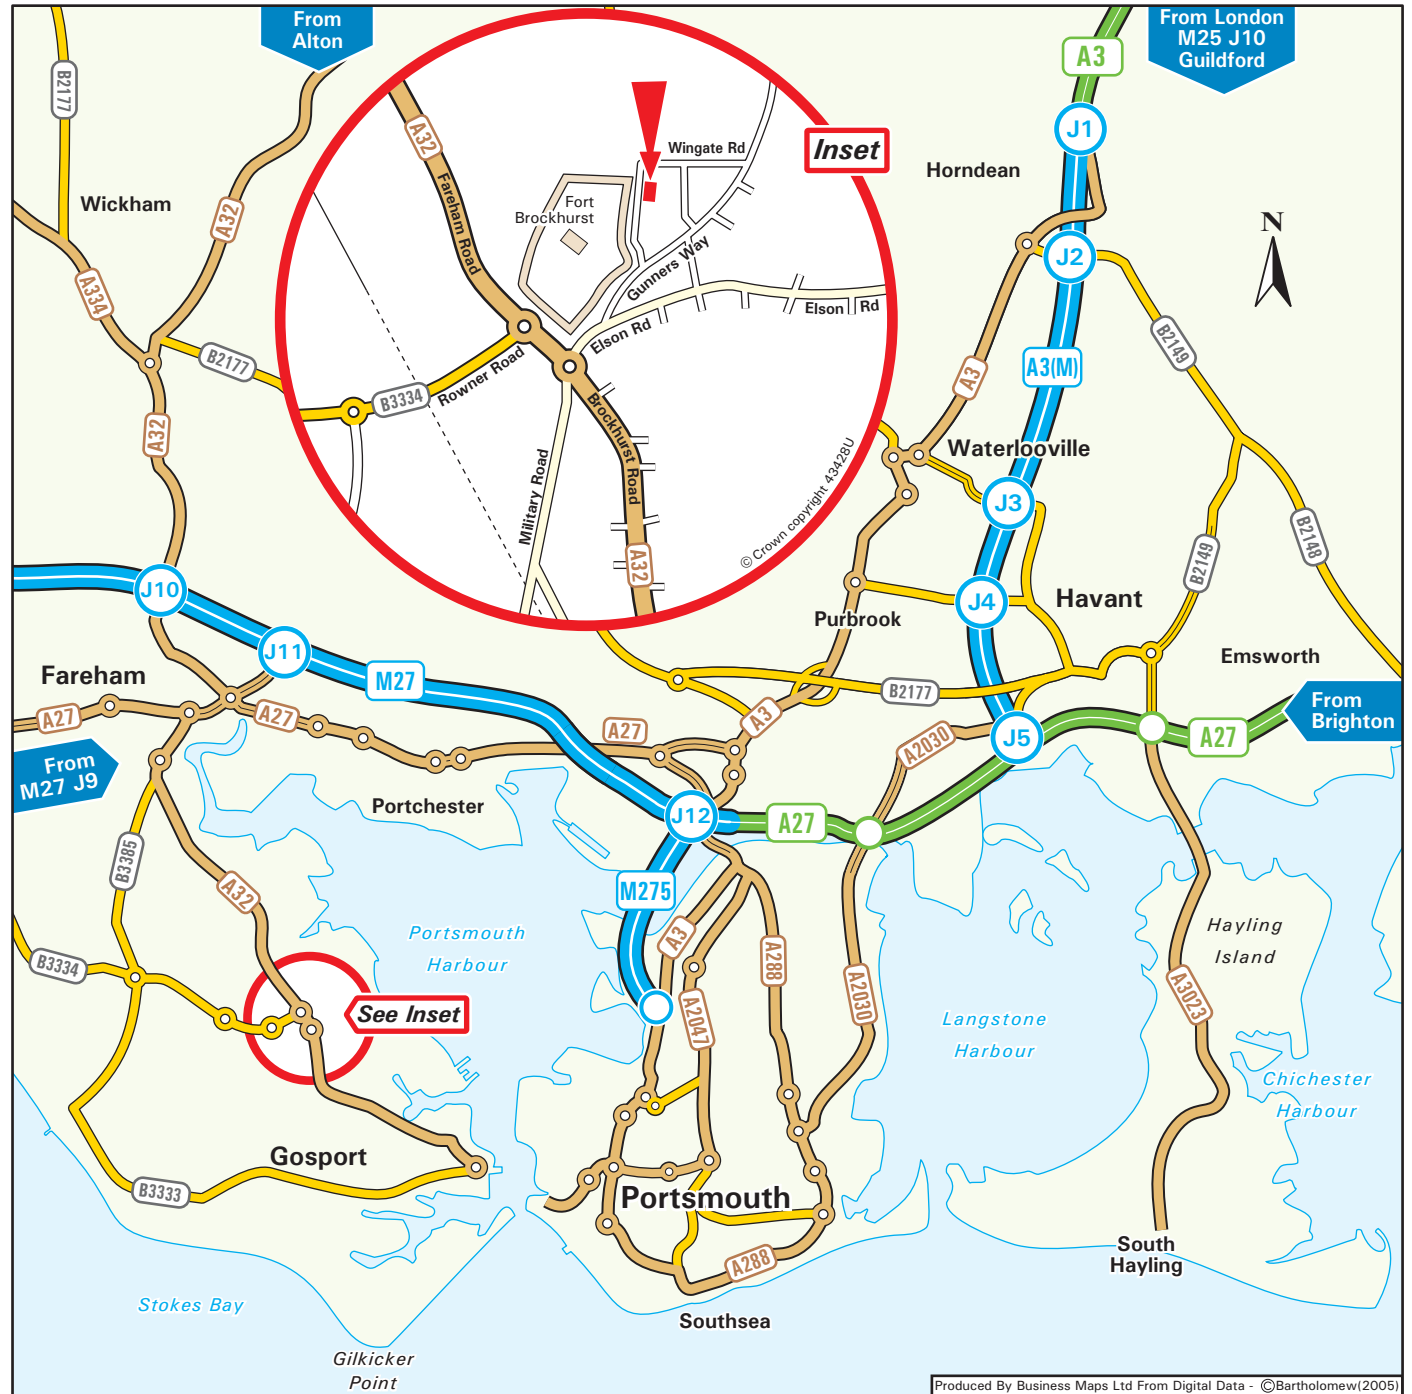 From
Alton
From London
M25 J10
Guildford
A3
B2177
J1
A32
Inset
Wingate Rd
Horndean
Wickham
A32
Fort
Brockhurst
Fareham Road
N
J2
Gunners Way
A334
Elson Rd
Elson Rd
B2149
B2177
A3(M)
A3
Rowner Road
B3334
Brockhurst Road
A32
Waterlooville
Military Road
© Crown copyright 43428U
J3
B2148
B2149
A32
J10
J4
Havant
Purbrook
J11
Emsworth
Fareham
M27
B2177
From
Brighton
A27
A27
A3
A27
A2030
J5
A27
From
M27 J9
Portchester
J12
A27
B3385
A32
M275
Portsmouth
Harbour
A3
A288
Hayling
Island
B3334
A2030
A3023
See Inset
A2047
Langstone
Harbour
Chichester
Harbour
Gosport
B3333
Portsmouth
South
Hayling
A288
Stokes Bay
Southsea
Gilkicker
Point
Produced By Business Maps Ltd From Digital Data - ©Bartholomew(2005)